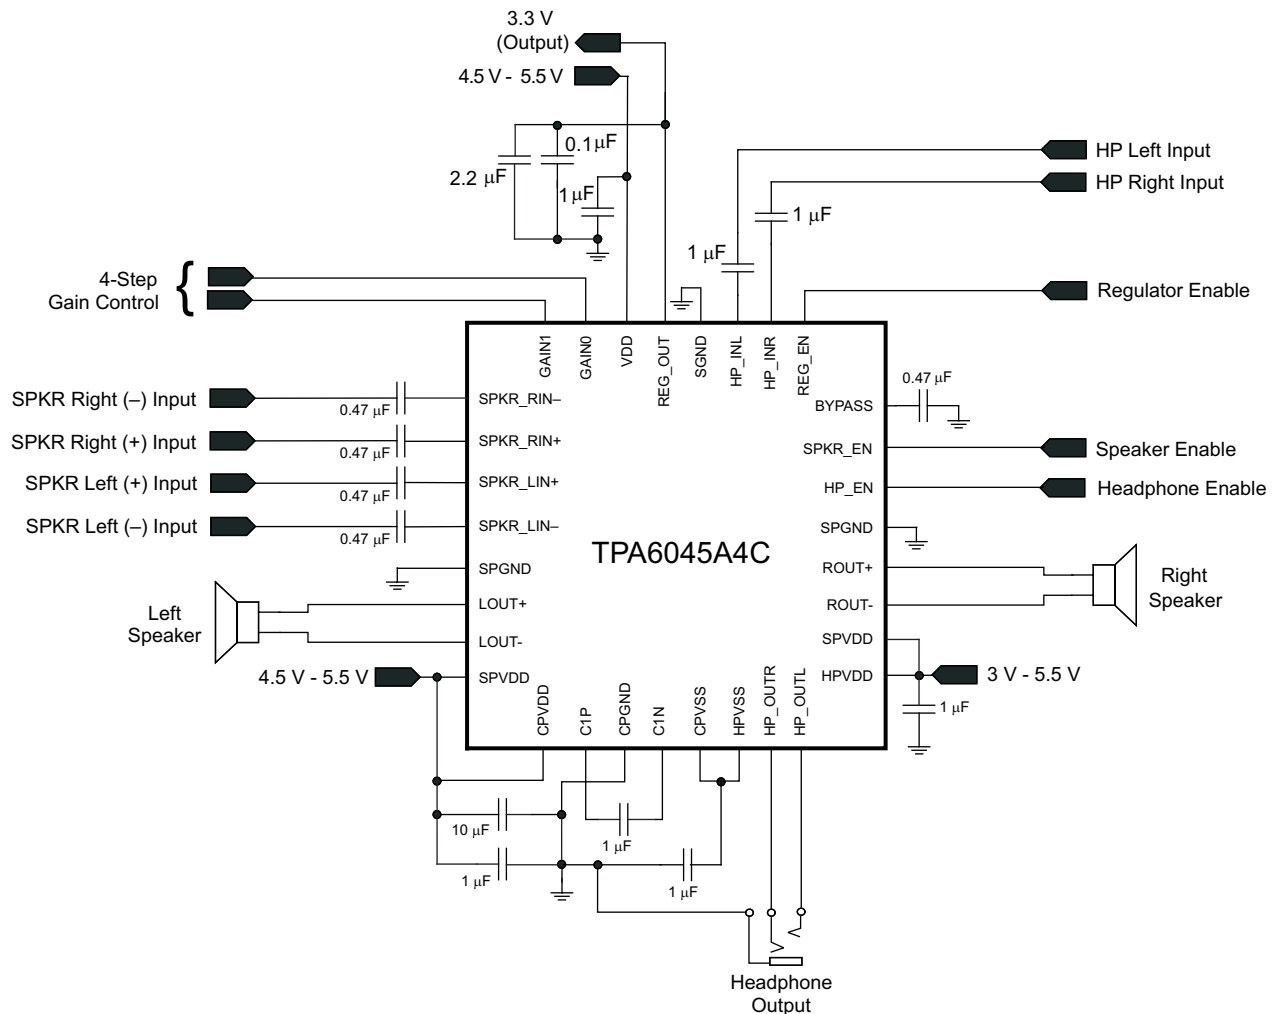 3.3 V
(Output)
4.5 V - 5.5 V
0.1 μF
2.2 μF
1 μF
HP Left Input
HP Right Input
1 μF
1 μF
4-Step
Gain Control
{
Regulator Enable
GAIN1
GAIN0
VDD
REG_OUT
SGND
HP_INL
HP_INR
REG_EN
SPKR Right (–) Input
0.47 μF
SPKR_RIN–
BYPASS
0.47 μF
SPKR Right (+) Input
0.47 μF
SPKR_RIN+
SPKR_EN
Speaker Enable
SPKR Left (+) Input
0.47 μF
SPKR_LIN+
HP_EN
Headphone Enable
SPKR Left (–) Input
0.47 μF
SPKR_LIN–
SPGND
TPA6045A4C
SPGND
ROUT+
Left
Speaker
LOUT+
ROUT-
Right
Speaker
LOUT-
SPVDD
4.5 V - 5.5 V
SPVDD
HPVDD
3 V - 5.5 V
CPVDD
C1P
CPGND
C1N
CPVSS
HPVSS
HP_OUTR
HP_OUTL
1 μF
10 μF
1 μF
1 μF
1 μF
Headphone
Output